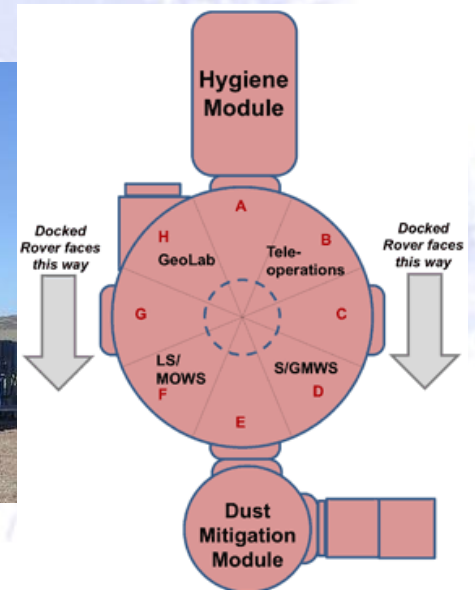 Hygiene
Module
A
Docked
Rover faces
this way
H
GeoLab
B
Tele-
operations
Docked
Rover faces
this way
G
C
LS/
MOWS
F
S/GMWS
D
E
Dust
Mitigation
Module